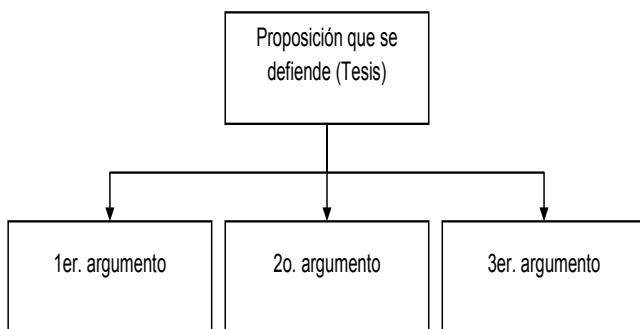 Proposición que se
defiende (Tesis)
1er. argumento
2o. argumento
3er. argumento